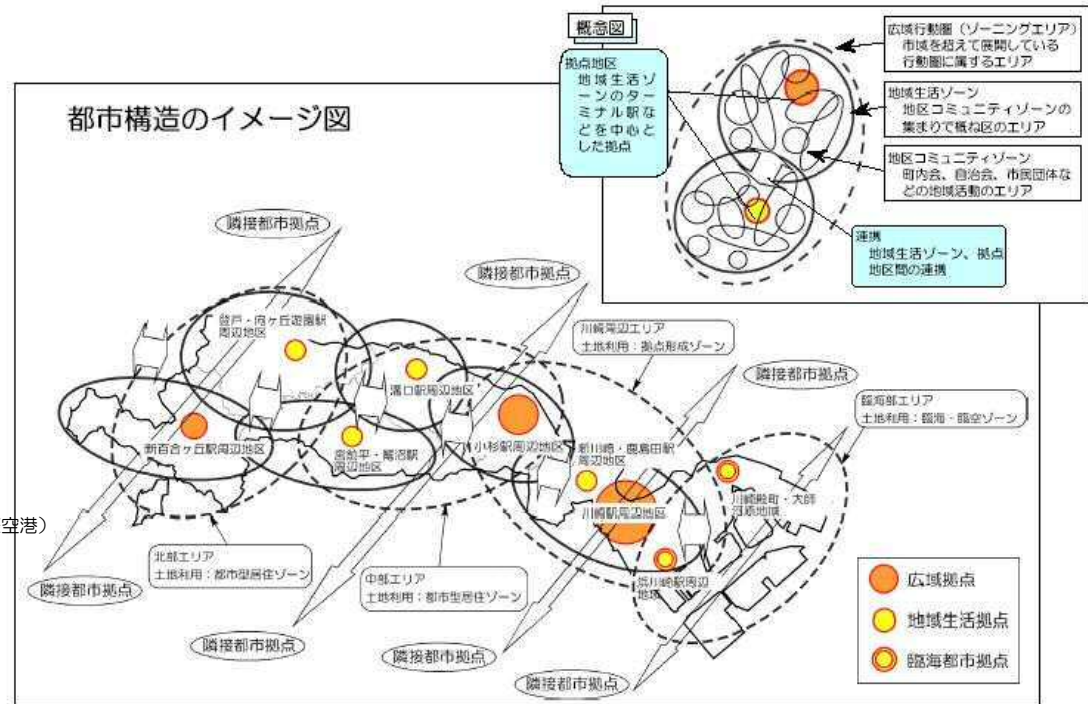 概念図
拠点地区
地域生活ゾ
ーンのター
ミナル駅な
どを中心と
した拠点
広域行動圏（ゾーニングエリア）
市域を超えて展開している
行動圏に属するエリア
地域生活ゾーン
地区コミュニティゾーンの
集まりで概ね区のエリア
地区コミュニティゾーン
町内会、自治会、市民団体な
どの地域活動のエリア
連携
地域生活ゾーン、拠点
地区間の連携
都市構造のイメージ図
隣接都市拠点
隣接都市拠点
隣接都市拠点
登戸・向ヶ丘遊園駅
周辺地区
溝口駅周辺地区
川崎周辺エリア
土地利用：拠点形成ゾーン
臨海部エリア
土地利用：臨海・臨空ゾーン
新百合ヶ丘駅周辺地区
宮前平・鷺沼駅
周辺地区
小杉駅周辺地区
新川崎・鹿島田駅
周辺地区
川崎駅周辺地区
川崎殿町・大師
河原地域
浜川崎駅周辺
地域
空港）
北部エリア
土地利用：都市型居住ゾーン
中部エリア
土地利用：都市型居住ゾーン
隣接都市拠点
隣接都市拠点
隣接都市拠点
隣接都市拠点
広域拠点
地域生活拠点
臨海都市拠点